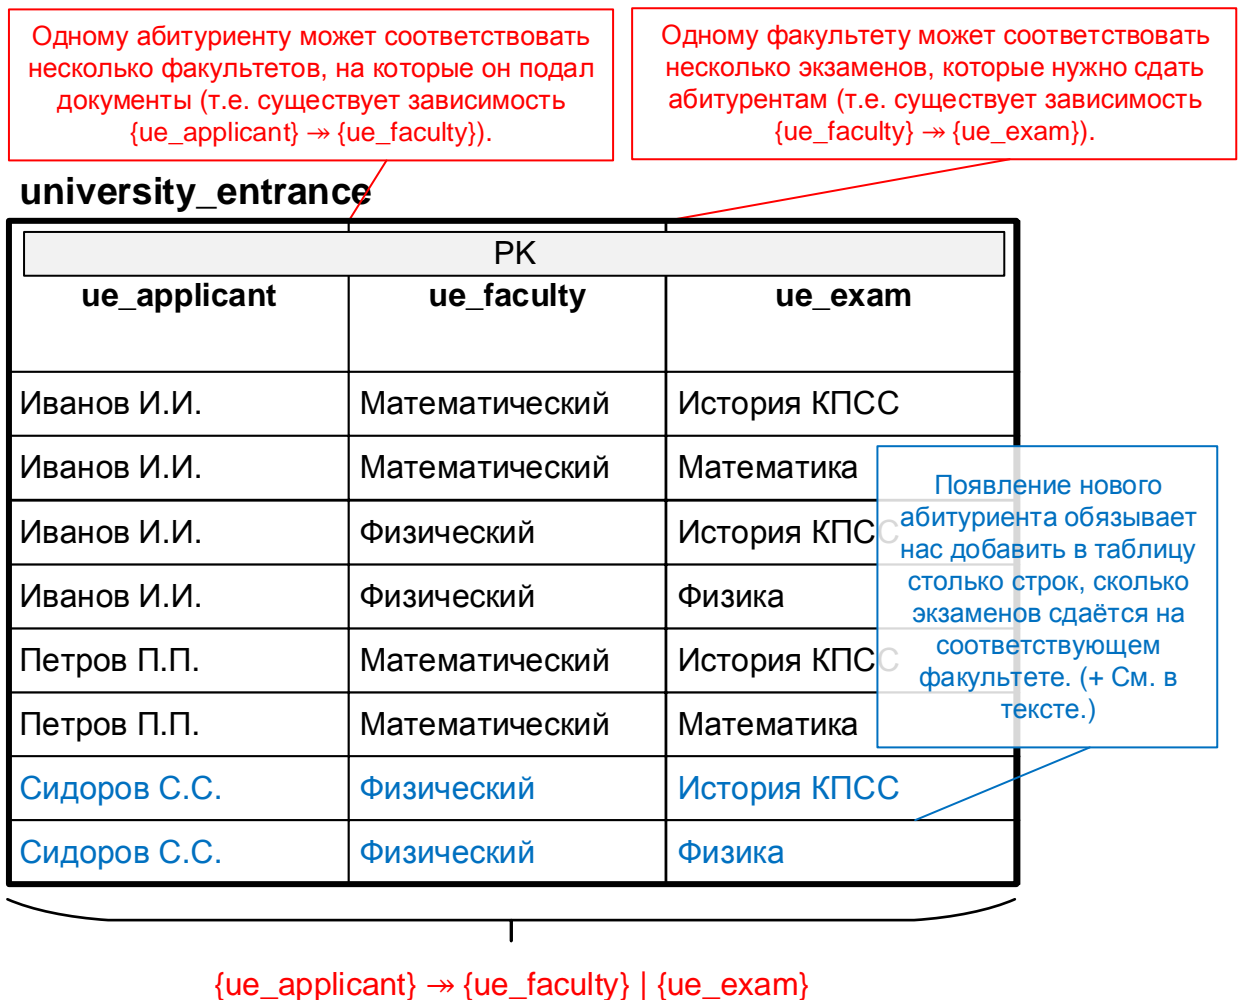 Одному абитуриенту может соответствовать
несколько факультетов, на которые он подал
документы (т.е. существует зависимость
{ue_applicant} ↠ {ue_faculty}).
Одному факультету может соответствовать
несколько экзаменов, которые нужно сдать
абитурентам (т.е. существует зависимость
{ue_faculty} ↠ {ue_exam}).
university_entrance
PK
ue_applicant ue_faculty ue_exam
Иванов И.И. Математический История КПСС
Иванов И.И. Математический Математика
Иванов И.И. Физический История КПСС
Иванов И.И. Физический Физика
Петров П.П. Математический История КПСС
Петров П.П. Математический Математика
Сидоров С.С. Физический История КПСС
Сидоров С.С. Физический Физика
Появление нового
абитуриента обязывает
нас добавить в таблицу
столько строк, сколько
экзаменов сдаётся на
соответствующем
факультете. (+ См. в
тексте.)
{ue_applicant} ↠ {ue_faculty} | {ue_exam}